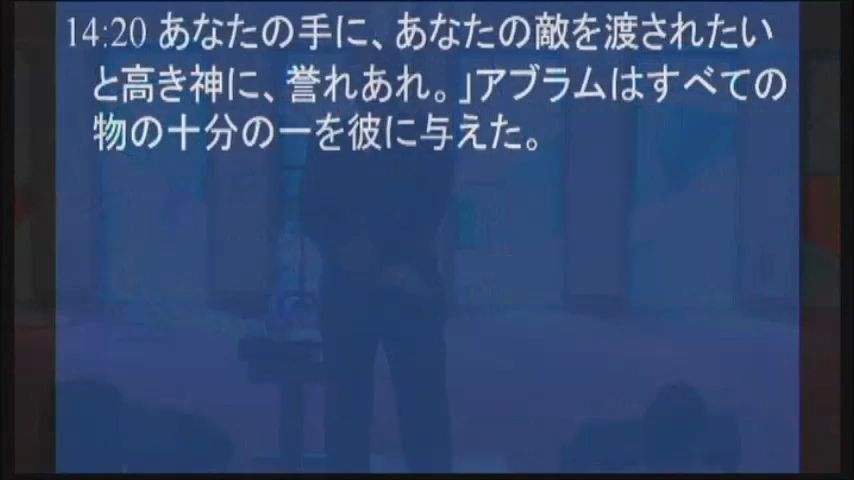 14:20 あなたの手に、あなたの敵を渡されたい
と高き神に、誉れあれ。」アブラムはすべての
物の十分の一を彼に与えた。